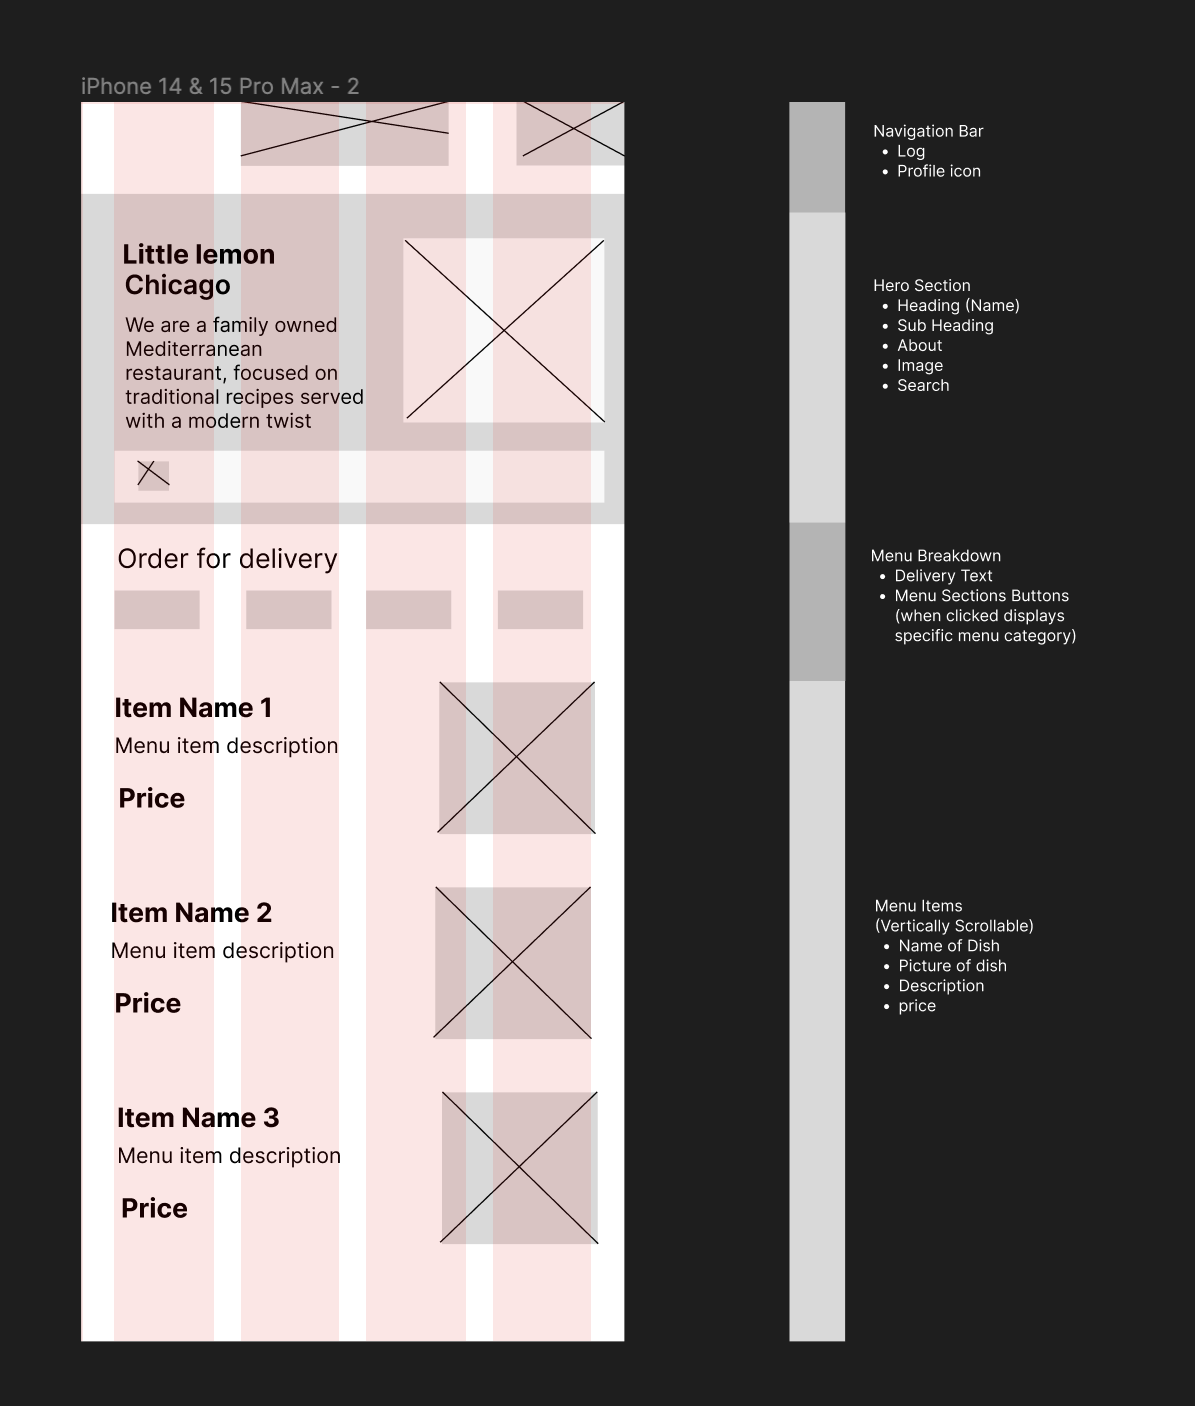 iPhone 14 & 15 Pro Max - 2
Little lemon
Chicago
We are a family owned
Mediterranean
restaurant, focused on
traditional recipes served
with a modern twist
Order for delivery
Item Name 1
Menu item description
Price
Item Name 2
Menu item description
Price
Item Name 3
Menu item description
Price
Navigation Bar
• Log
• Profile icon
Hero Section
• Heading (Name)
• Sub Heading
• About
• Image
• Search
Menu Breakdown
• Delivery Text
• Menu Sections Buttons
(when clicked displays
specific menu category)
Menu Items
(Vertically Scrollable)
• Name of Dish
• Picture of dish
• Description
• price